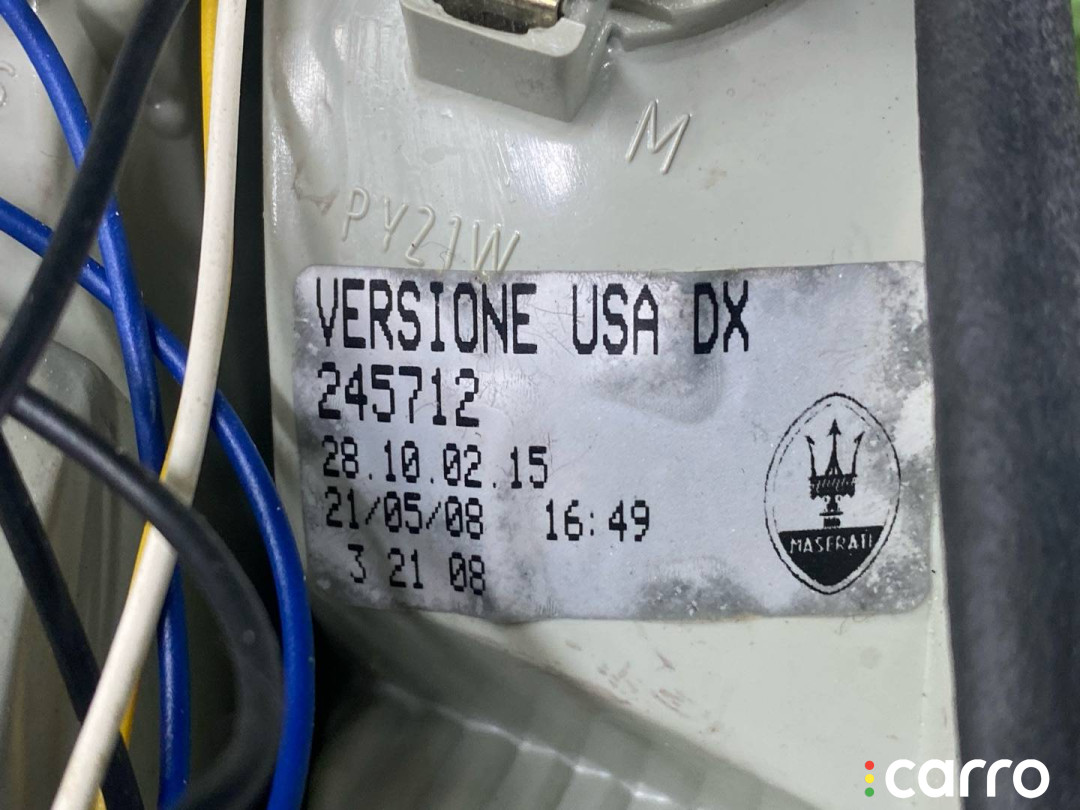 M
PY21W
VERSIONE USA DX
245712
28.10.02.15
21/05/08 16:49
3 21 08
MASERATI
carro